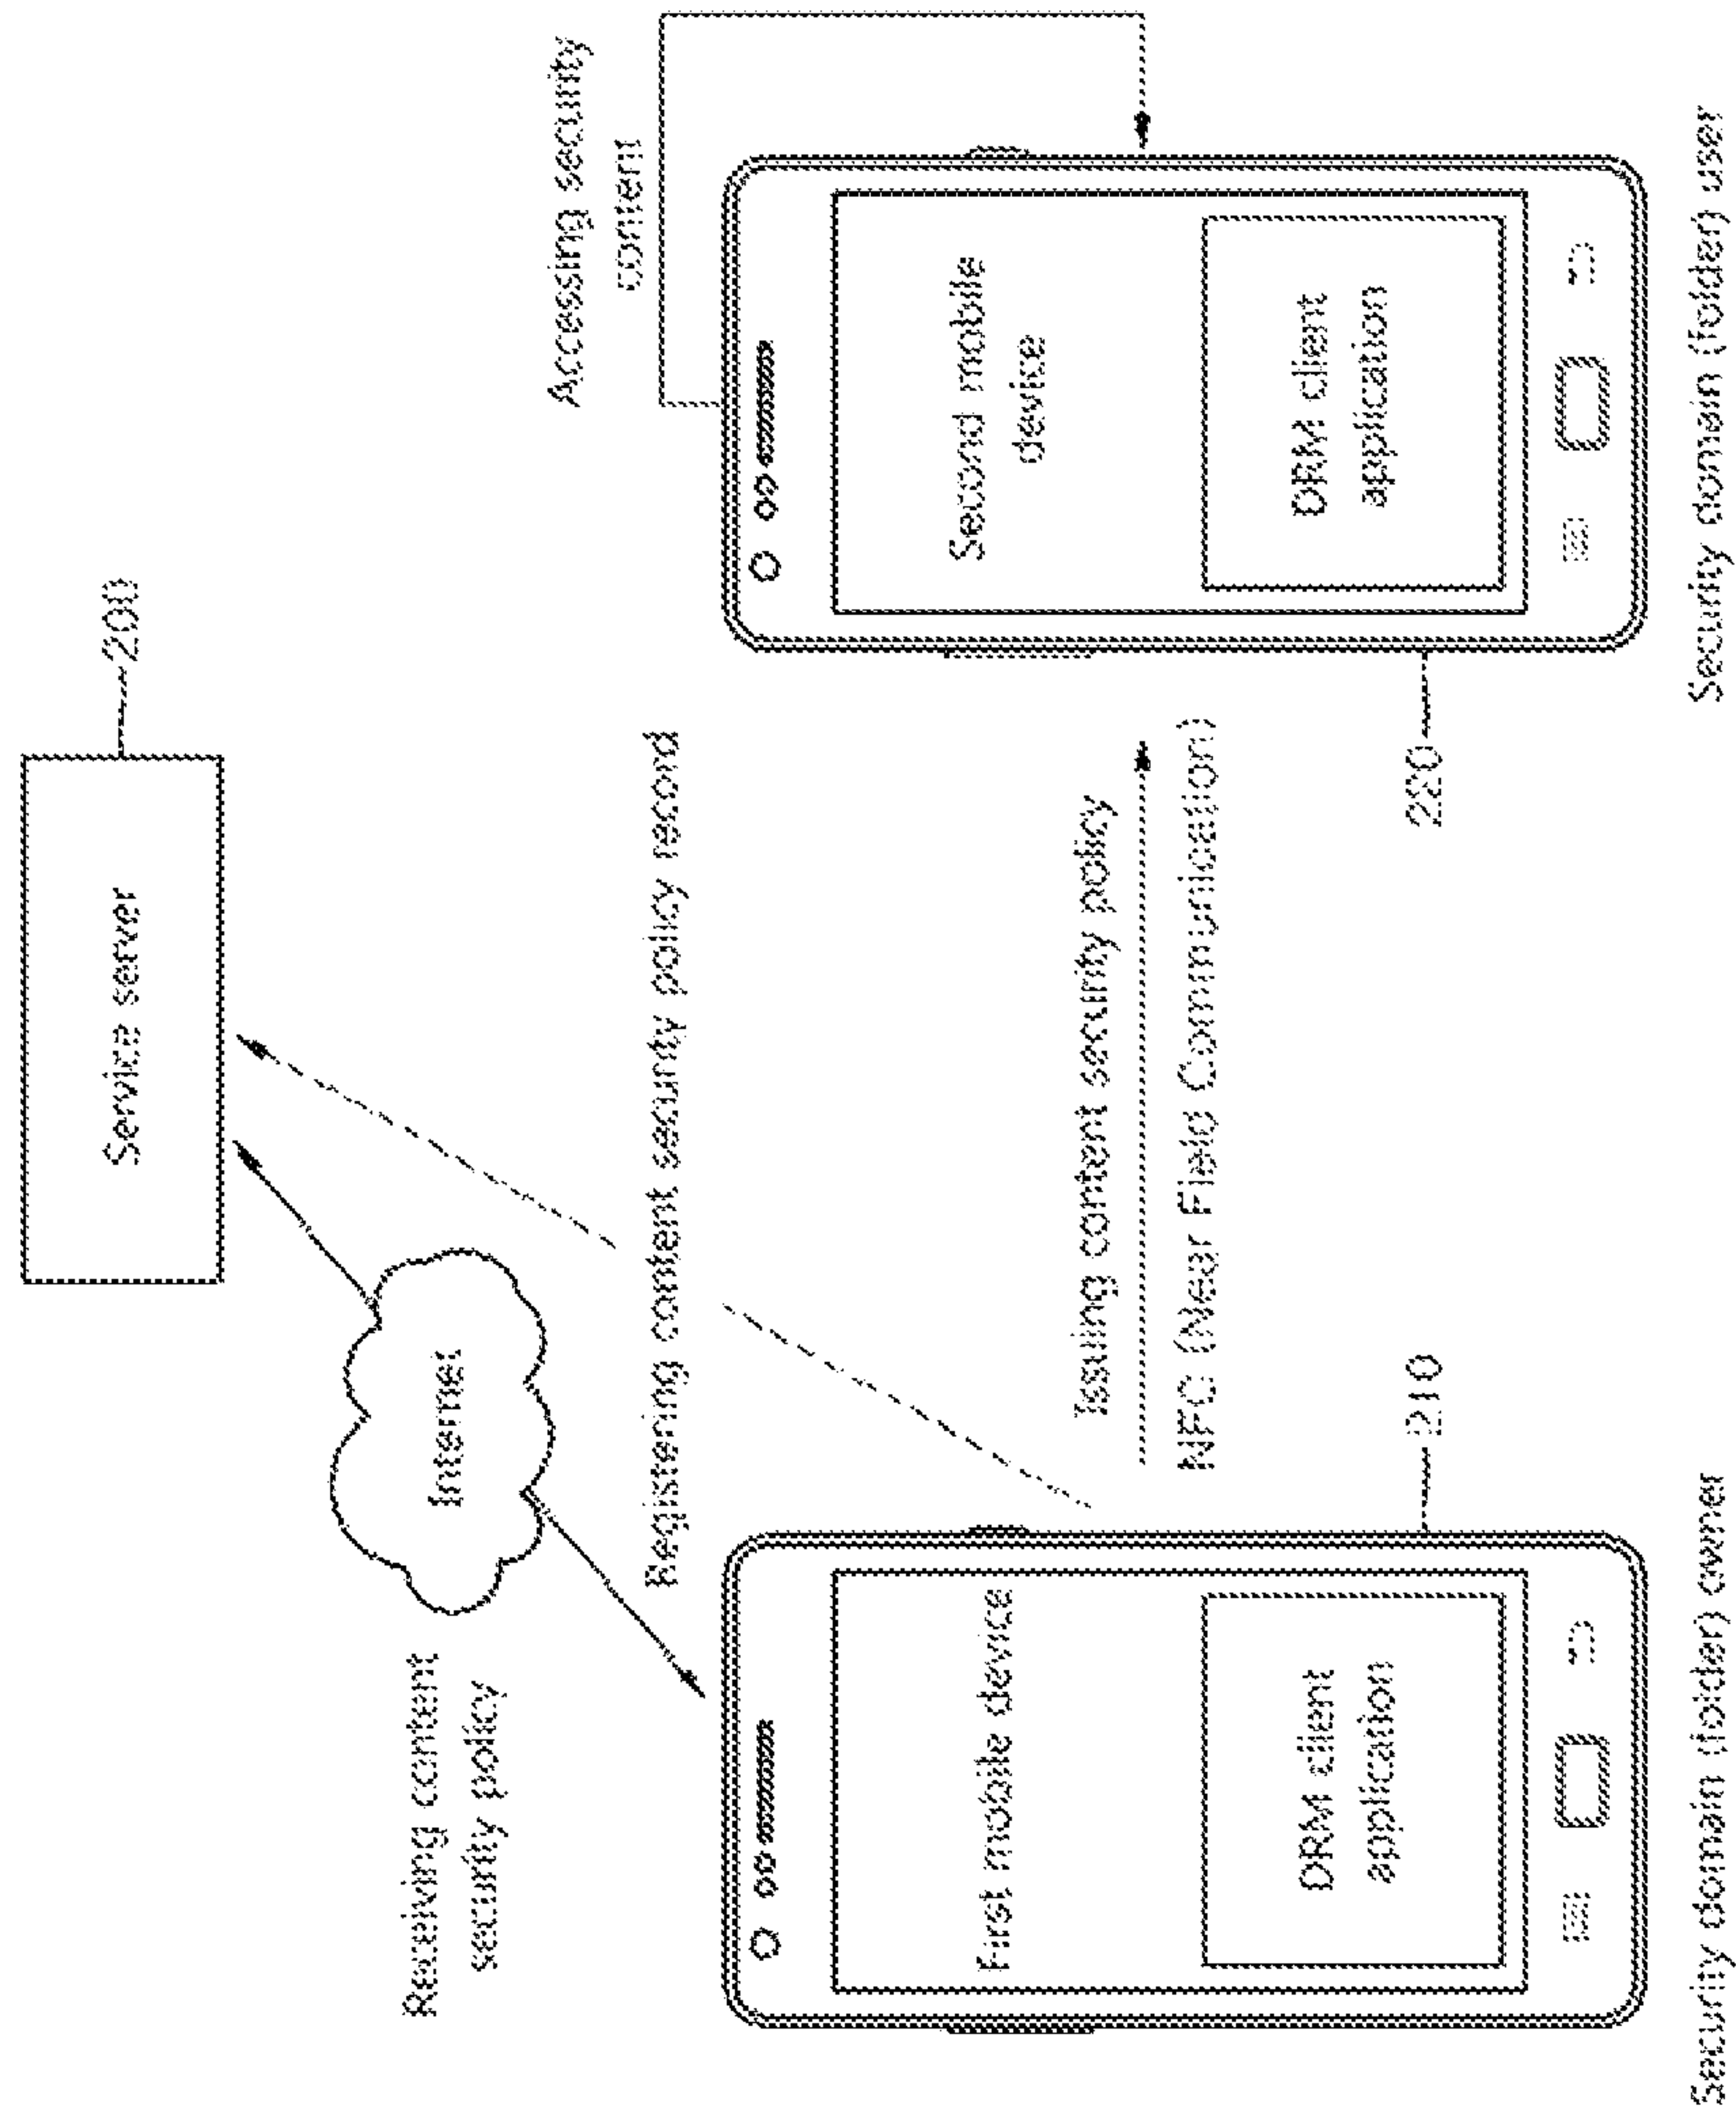 Service server
200
Receiving content
security policy
Internet
Registering content security policy record
Accessing security
content
First mobile device
DRM client
application
210
Issuing content security policy
NFC (Near Field Communication)
Second mobile
device
DRM client
application
220
Security domain (folder) owner
Security domain (folder) user